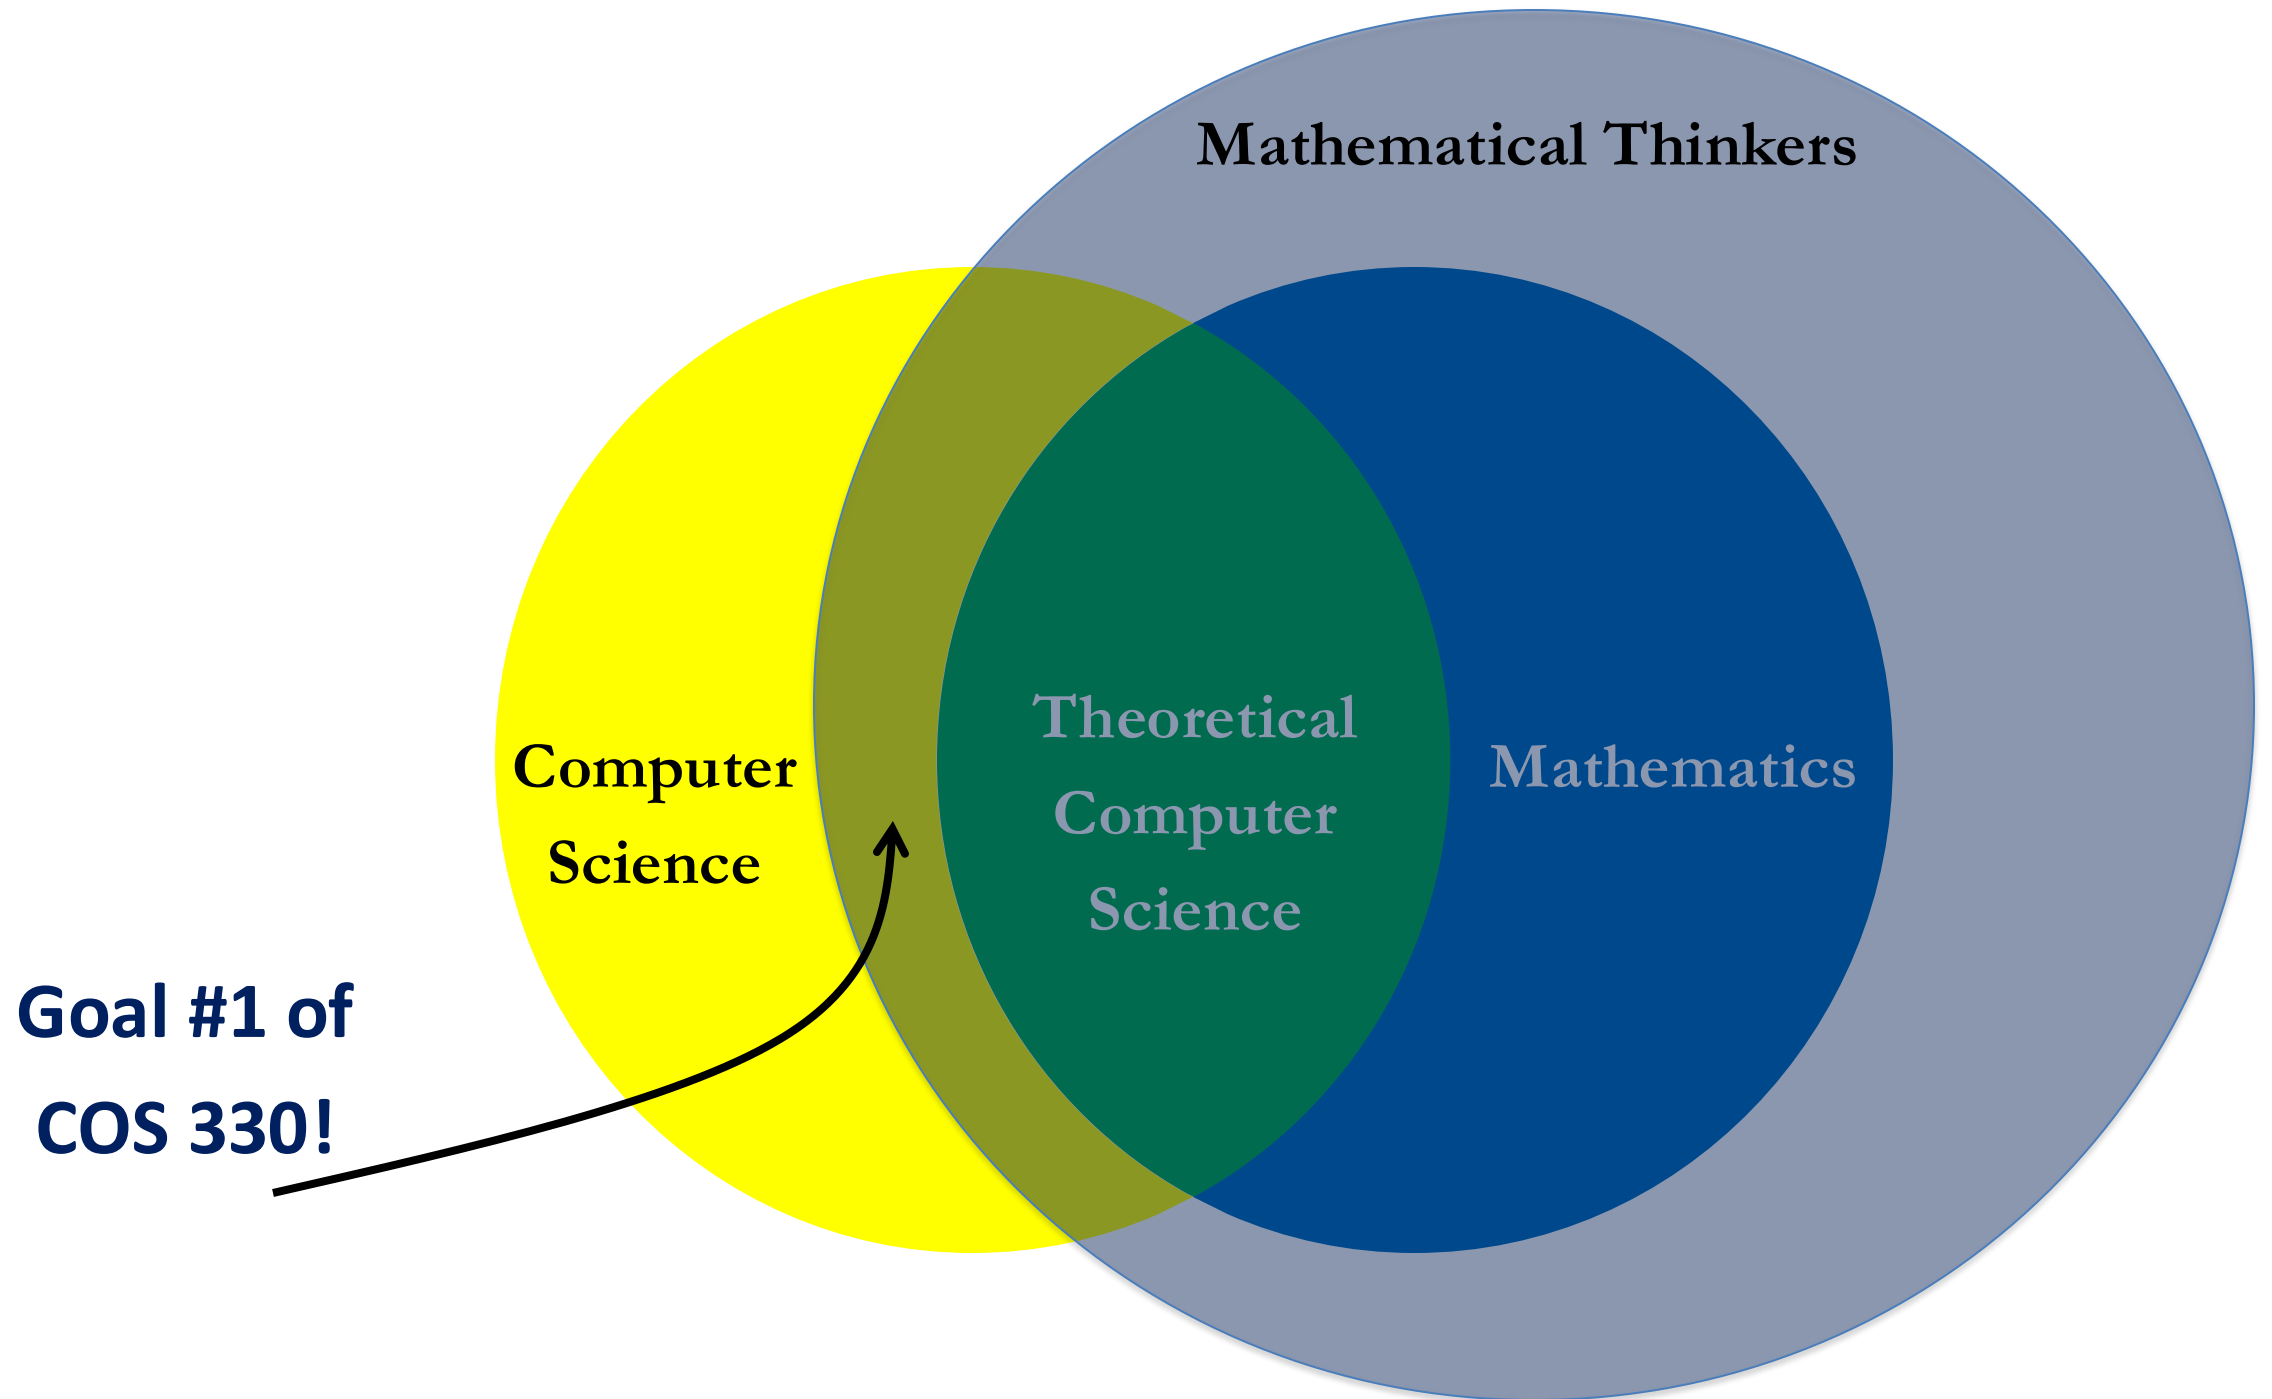 Mathematical Thinkers
Computer
Science
Theoretical
Computer
Science
Mathematics
Goal #1 of
COS 330!